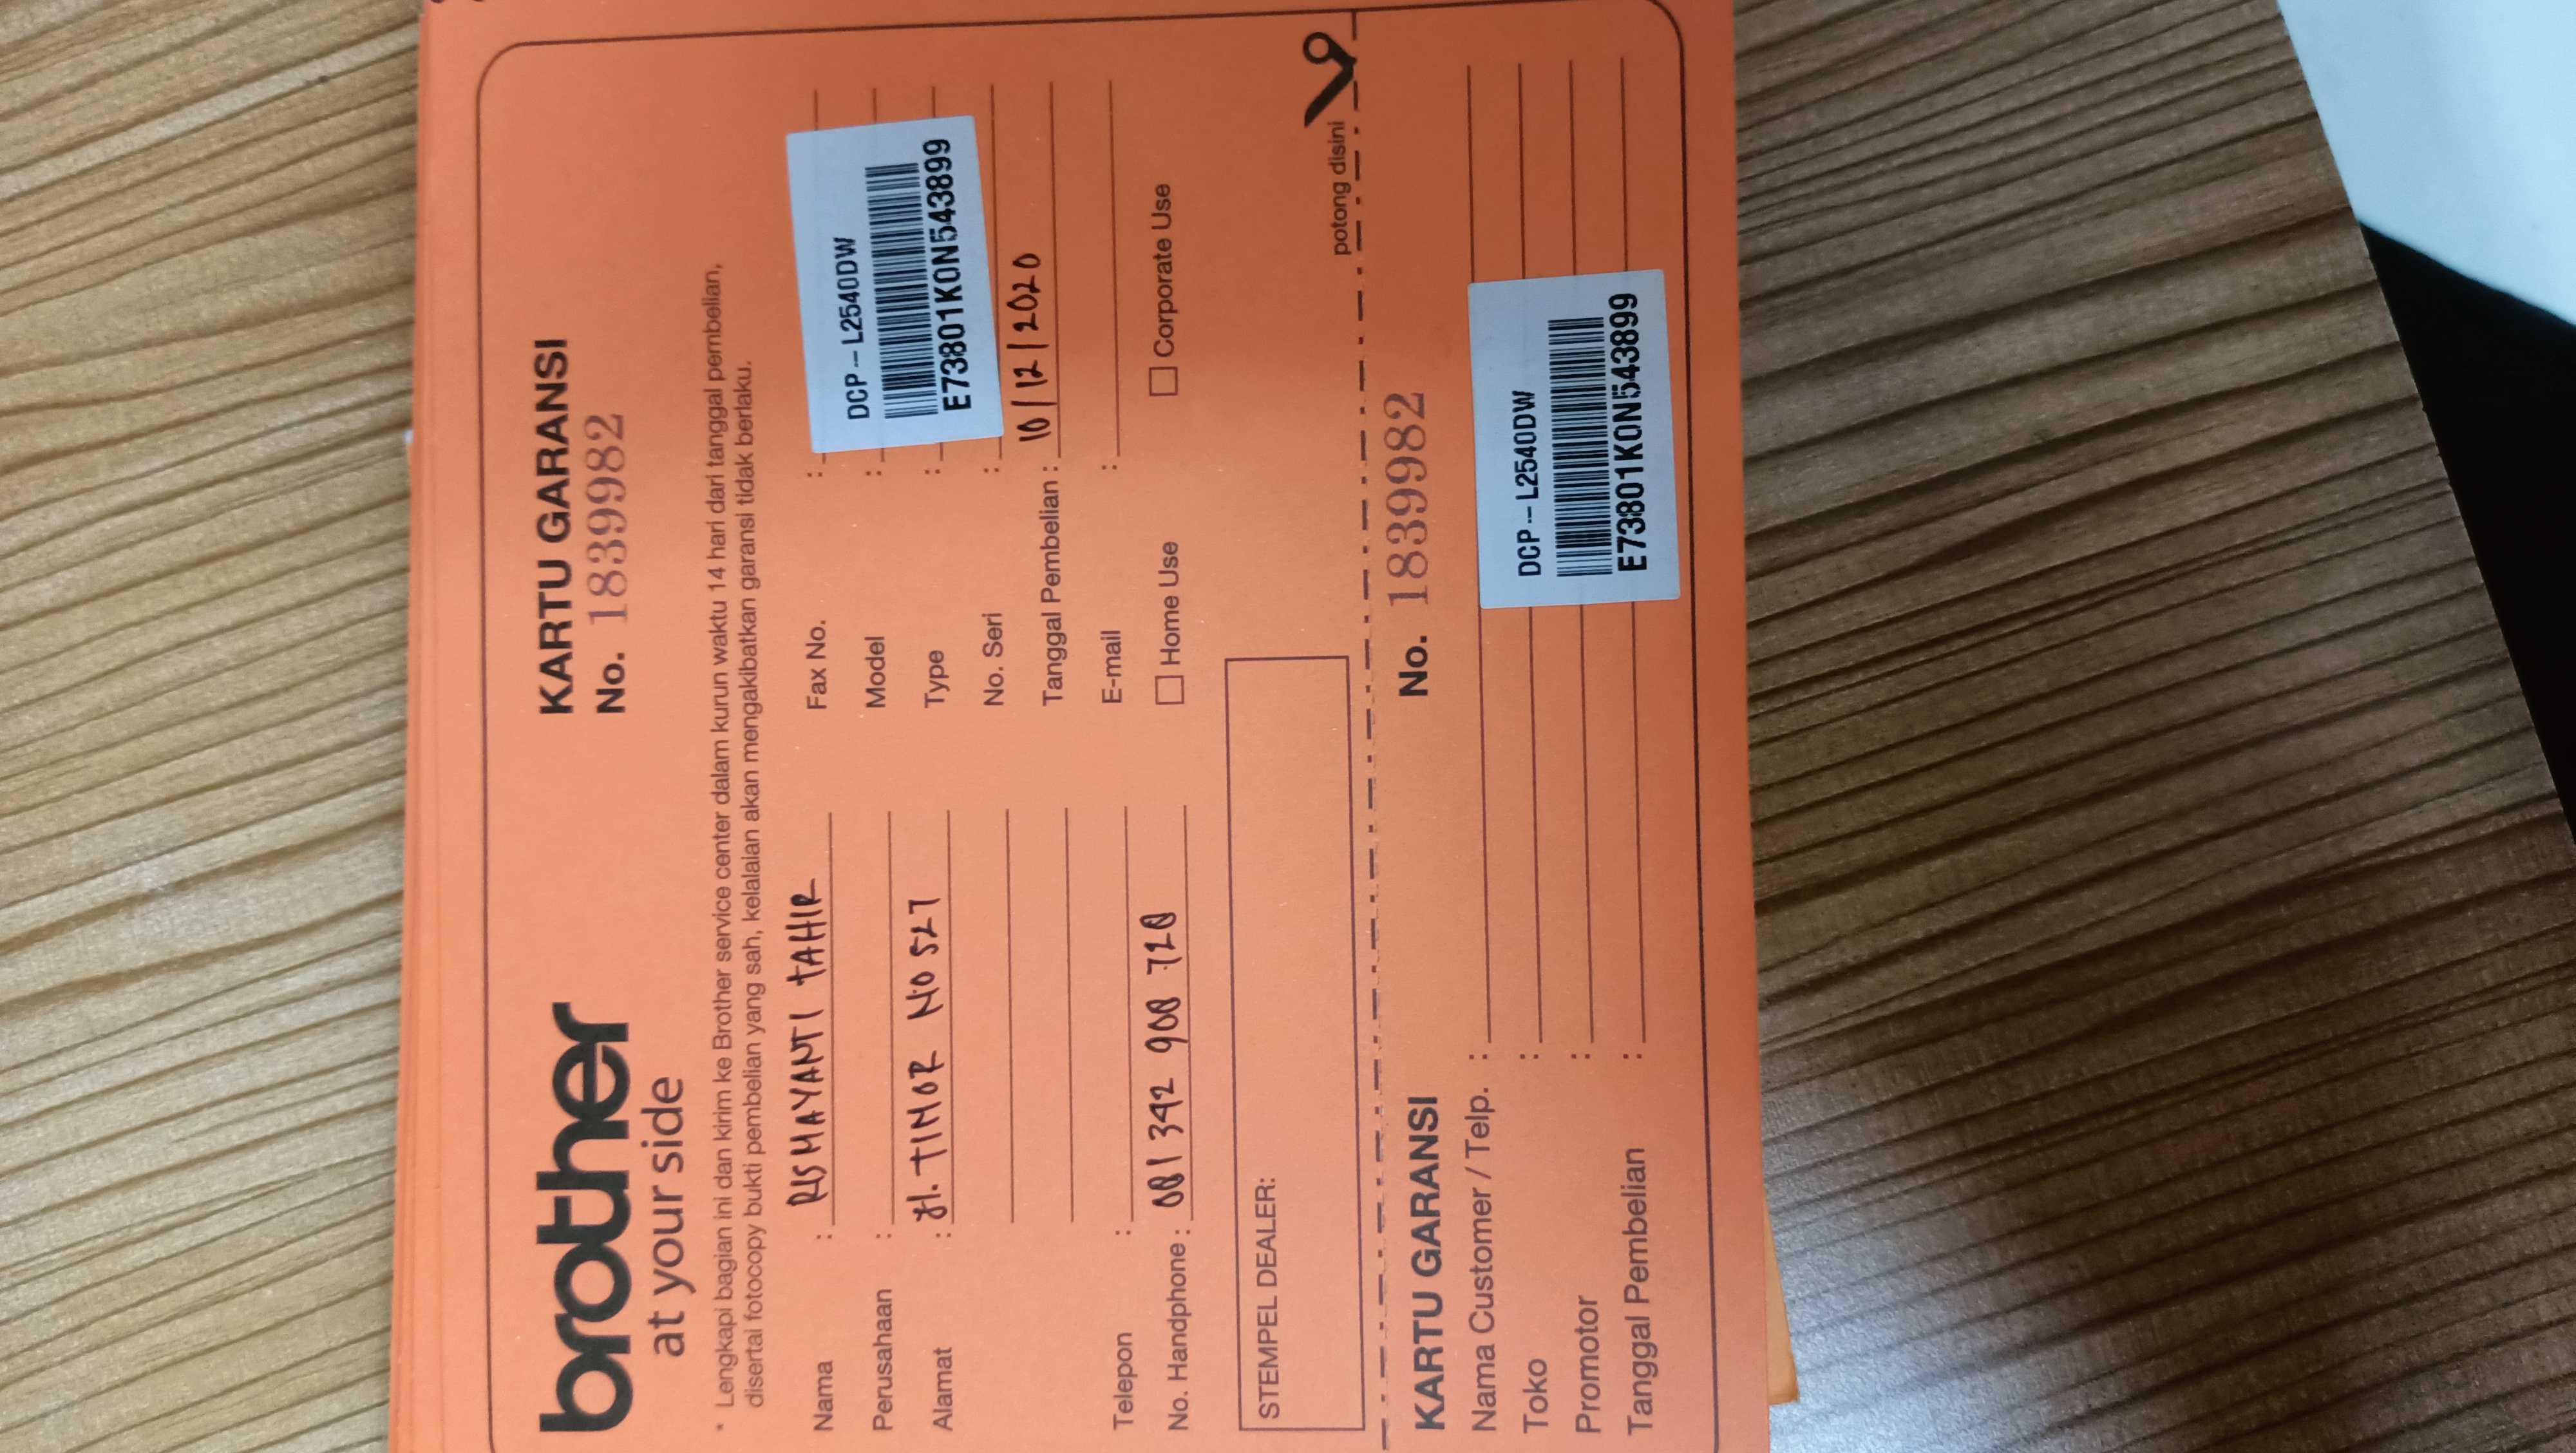 brother
at your side
KARTU GARANSI
No. 1839982
* Lengkapi bagian ini dan kirim ke Brother service center dalam kurun waktu 14 hari dari tanggal pembelian,
disertai fotocopy bukti pembelian yang sah, kelalaian akan mengakibatkan garansi tidak berlaku.
Nama : RISMAYANTI TAHIR
Perusahaan :
Alamat : Jl. TIMOR NO 527
Telepon :
No. Handphone : 081 342 908 720
Fax No. :
Model :
Type :
No. Seri :
DCP-L2540DW
E73801K0N543899
Tanggal Pembelian : 10/12/2020
E-mail :
Home Use Corporate Use
STEMPEL DEALER:
potong disini
KARTU GARANSI No. 1839982
Nama Customer / Telp. :
Toko :
Promotor :
Tanggal Pembelian :
DCP-L2540DW
E73801K0N543899